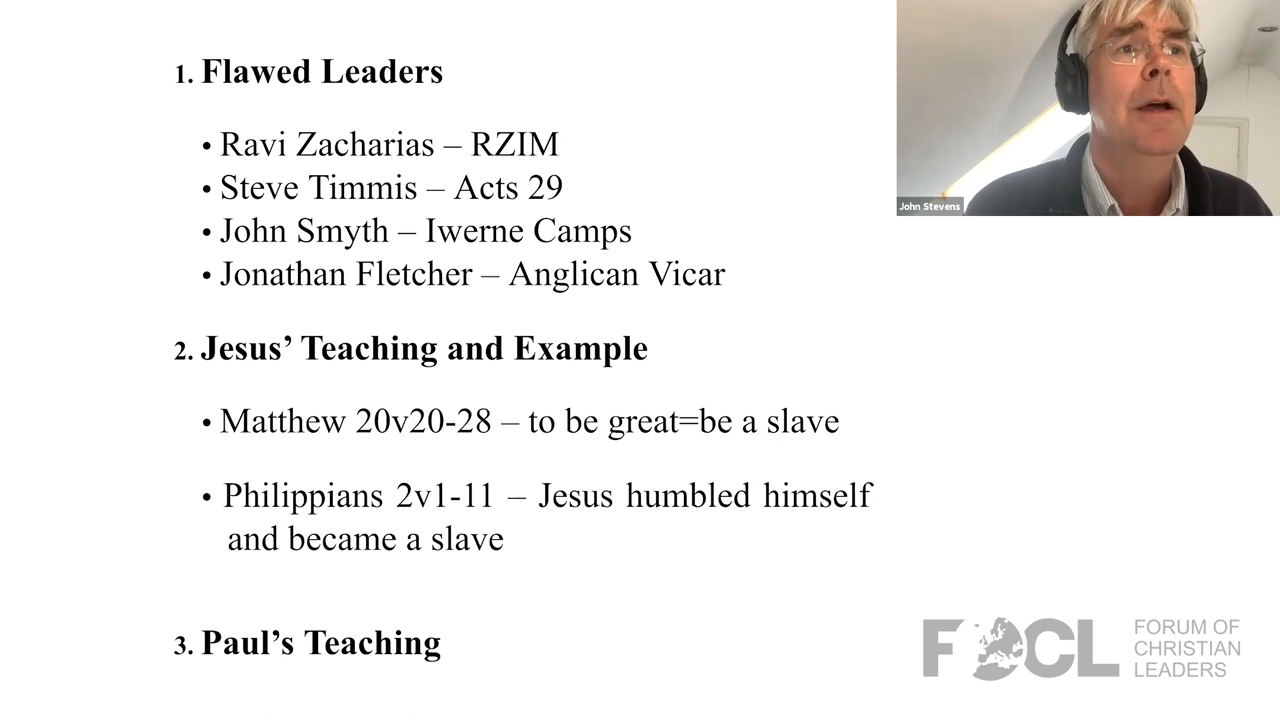 1. Flawed Leaders
• Ravi Zacharias – RZIM
• Steve Timmis – Acts 29
• John Smyth – Iwerne Camps
• Jonathan Fletcher – Anglican Vicar
2. Jesus’ Teaching and Example
• Matthew 20v20-28 – to be great=be a slave
• Philippians 2v1-11 – Jesus humbled himself
and became a slave
3. Paul’s Teaching
John Stevens
FOCL
FORUM OF
CHRISTIAN
LEADERS